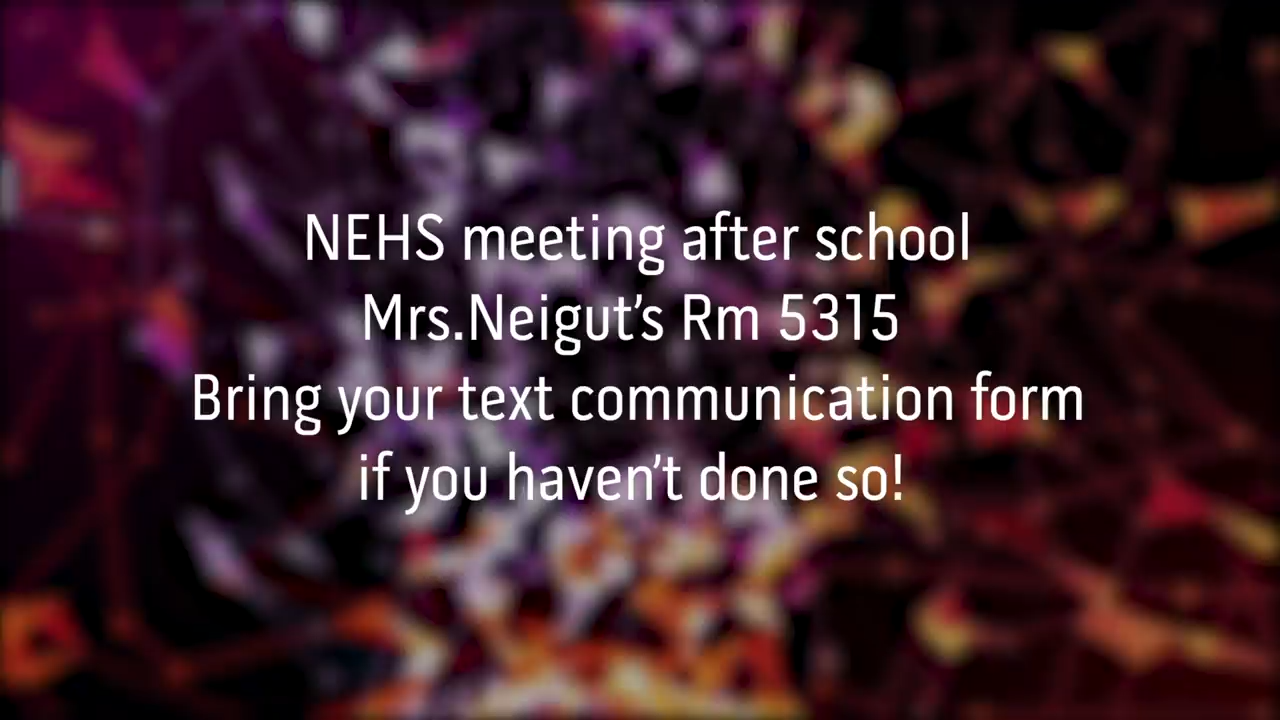 NEHS meeting after school
Mrs.Neigut’s Rm 5315
Bring your text communication form
if you haven’t done so!